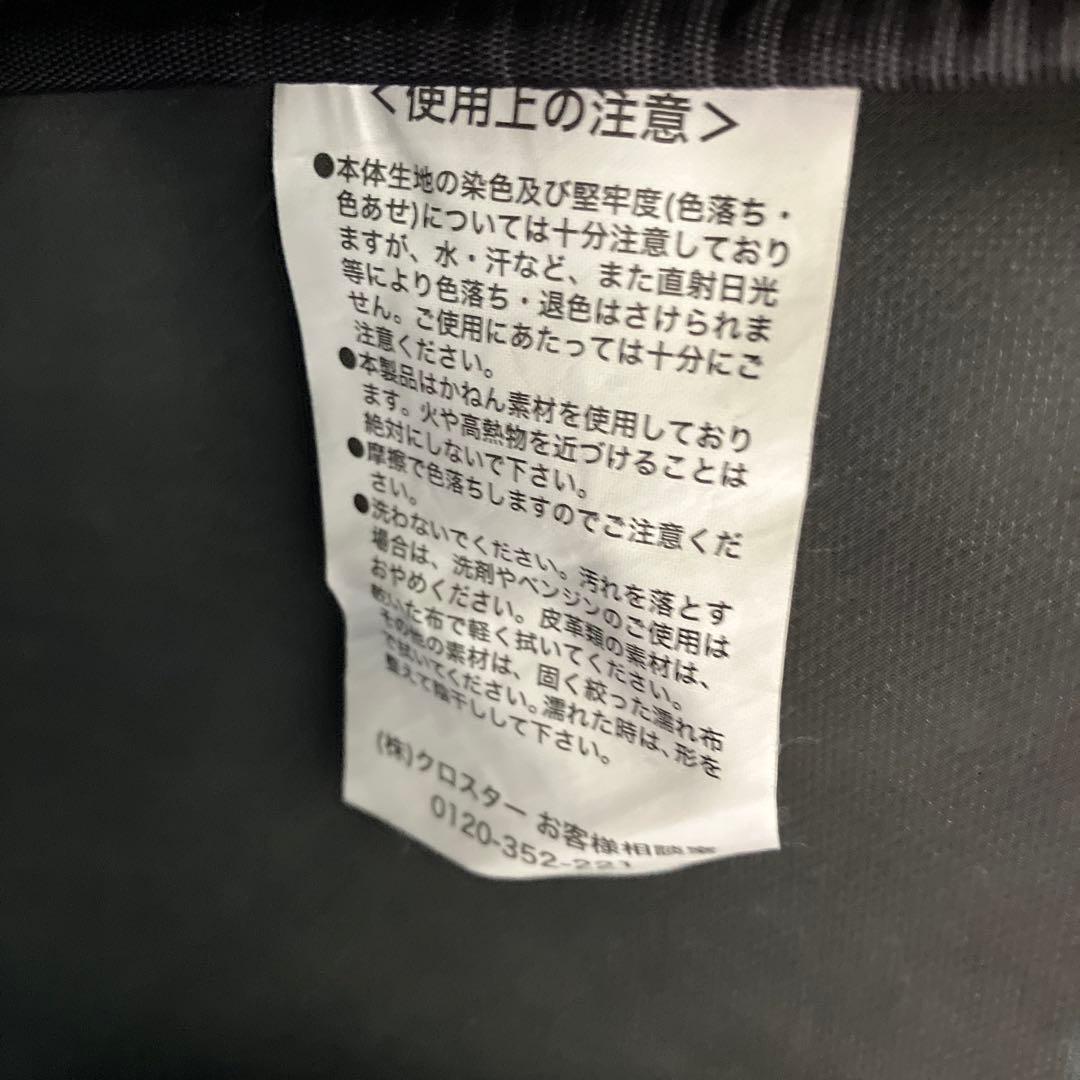 <使用上の注意>
●本体生地の染色及び堅牢度(色落ち・
色あせ)については十分注意しており
ますが、水・汗など、また直射日光
等により色落ち・退色はさけられま
せん。ご使用にあたっては十分にご
注意ください。
●本製品はかねん素材を使用しており
ます。火や高熱物を近づけることは
絶対にしないで下さい。
●摩擦で色落ちしますのでご注意くだ
さい。
●洗わないでください。汚れを落とす
場合は、洗剤やベンジンのご使用は
おやめください。皮革類の素材は、
乾いた布で軽く拭いてください。
その他の素材は、固く絞った濡れ布
で拭いてください。濡れた時は、形を
整えて陰干しして下さい。
(株)クロスター お客様相談室
0120-352-221